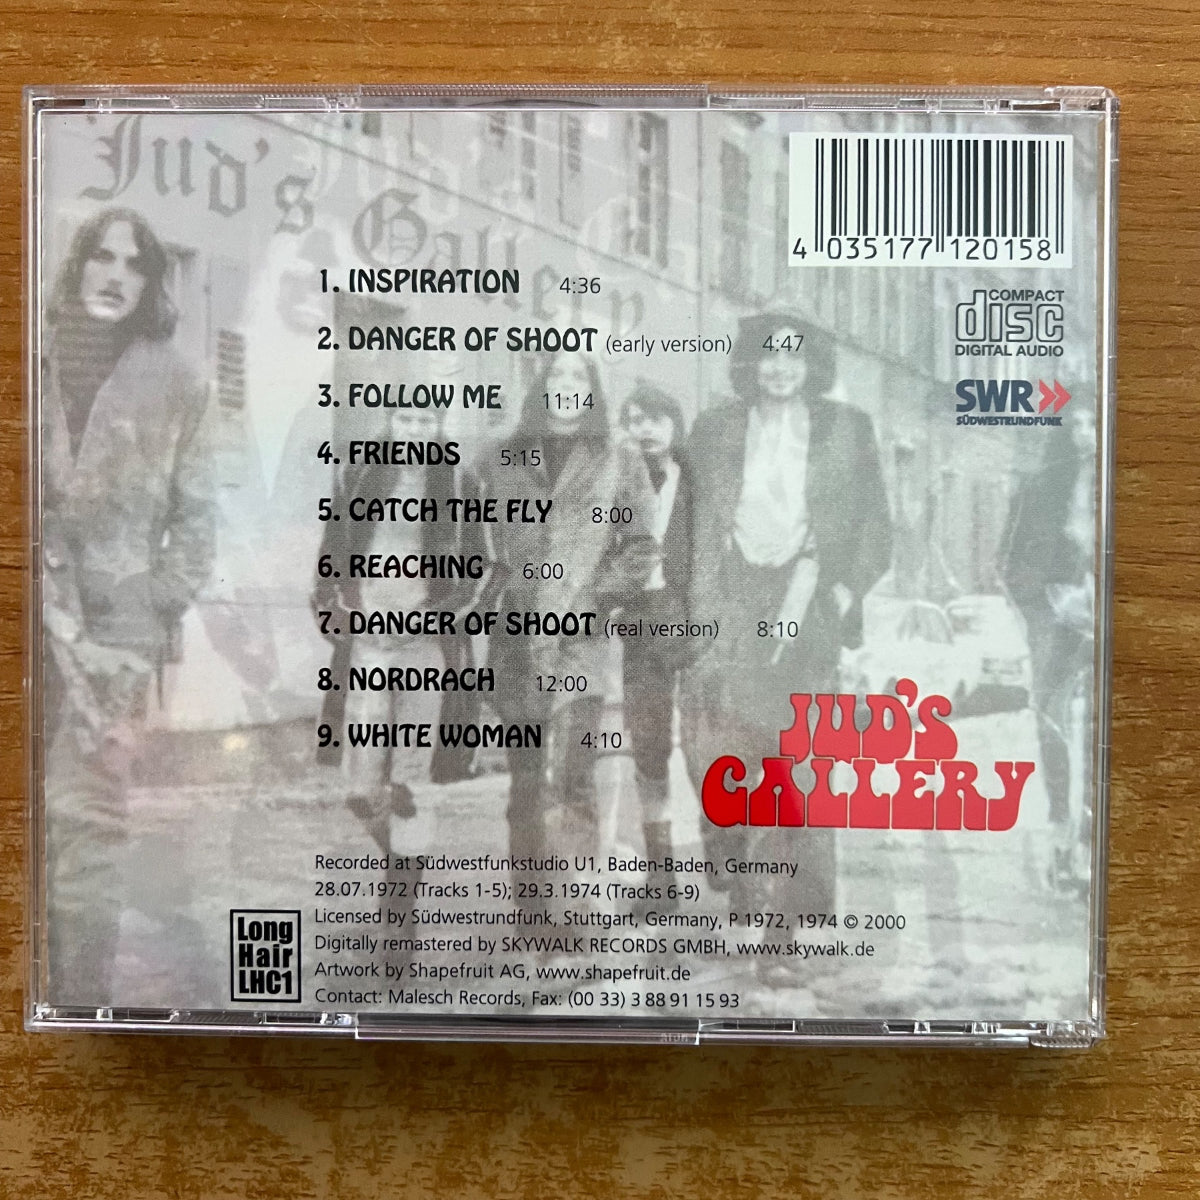 Jud's Gallery
4 035177 120158
COMPACT
disc
DIGITAL AUDIO
SWR
SÜDWESTRUNDFUNK
1. INSPIRATION 4:36
2. DANGER OF SHOOT (early version) 4:47
3. FOLLOW ME 11:14
4. FRIENDS 5:15
5. CATCH THE FLY 8:00
6. REACHING 6:00
7. DANGER OF SHOOT (real version) 8:10
8. NORDRACH 12:00
9. WHITE WOMAN 4:10
JUD'S
GALLERY
Recorded at Südwestfunkstudio U1, Baden-Baden, Germany
28.07.1972 (Tracks 1-5); 29.3.1974 (Tracks 6-9)
Licensed by Südwestrundfunk, Stuttgart, Germany, P 1972, 1974 © 2000
Digitally remastered by SKYWALK RECORDS GMBH, www.skywalk.de
Artwork by Shapefruit AG, www.shapefruit.de
Contact: Malesch Records, Fax: (00 33) 3 88 91 15 93
Long
Hair
LHC1